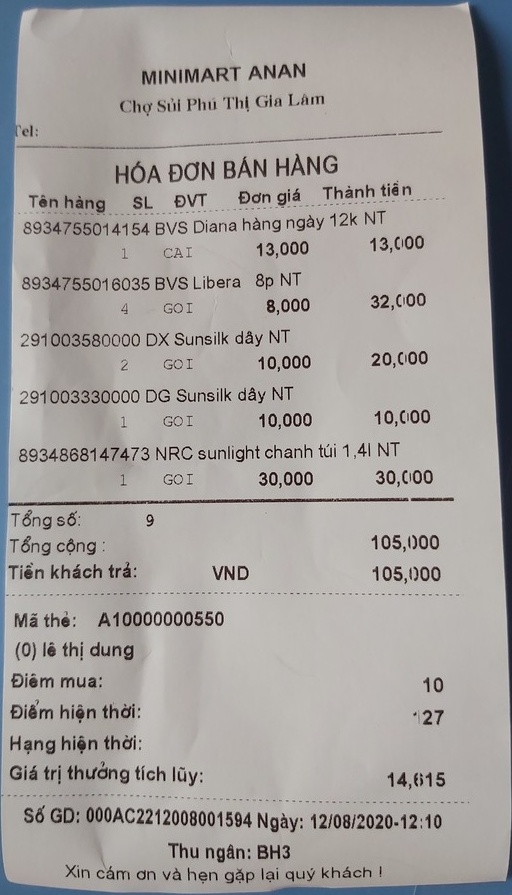 MINIMART ANAN
Chợ Sủi Phú Thị Gia Lâm
Tel:
HÓA ĐƠN BÁN HÀNG
Tên hàng SL ĐVT Đơn giá Thành tiền
8934755014154 BVS Diana hàng ngày 12k NT
1 CAI 13,000 13,000
8934755016035 BVS Libera 8p NT
4 GOI 8,000 32,000
291003580000 DX Sunsilk dây NT
2 GOI 10,000 20,000
291003330000 DG Sunsilk dây NT
1 GOI 10,000 10,000
8934868147473 NRC sunlight chanh túi 1,4l NT
1 GOI 30,000 30,000
Tổng số: 9
Tổng cộng : 105,000
Tiền khách trả: VND 105,000
Mã thẻ: A10000000550
(0) lê thị dung
Điểm mua: 10
Điểm hiện thời: 127
Hạng hiện thời:
Giá trị thưởng tích lũy: 14,615
Số GD: 000AC2212008001594 Ngày: 12/08/2020-12:10
Thu ngân: BH3
Xin cám ơn và hẹn gặp lại quý khách !